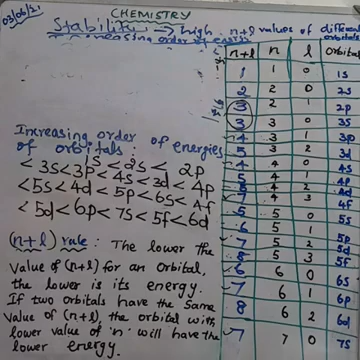 03/06/21
CHEMISTRY
Stability → high n+l values of different orbitals
→ increasing order of energy
Increasing order of energies
of orbitals: 1s < 2s < 2p
< 3s < 3p < 4s < 3d < 4p
< 5s < 4d < 5p < 6s < 4f
< 5d < 6p < 7s < 5f < 6d
(n+l) rule: The lower the
value of (n+l) for an orbital,
the lower is its energy.
If two orbitals have the same
value of (n+l), the orbital with
lower value of 'n' will have the
lower energy.
n+l n l orbital
1 1 0 1s
2 2 0 2s
3 2 1 2p
3 3 0 3s
4 3 1 3p
5 3 2 3d
4 4 0 4s
5 4 1 4p
4 2 4d
7 4 3 4f
5 5 0 5s
6 5 1 5p
7 5 2 5d
8 5 3 5f
6 6 0 6s
7 6 1 6p
8 6 2 6d
7 7 0 7s